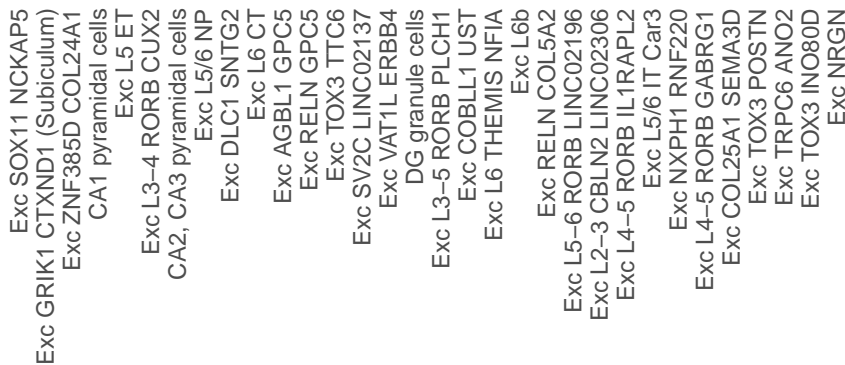 Exc SOX11 NCKAP5
Exc GRIK1 CTXND1 (Subiculum)
Exc ZNF385D COL24A1
CA1 pyramidal cells
Exc L5 ET
Exc L3–4 RORB CUX2
CA2, CA3 pyramidal cells
Exc L5/6 NP
Exc DLC1 SNTG2
Exc L6 CT
Exc AGBL1 GPC5
Exc RELN GPC5
Exc TOX3 TTC6
Exc SV2C LINC02137
Exc VAT1L ERBB4
DG granule cells
Exc L3–5 RORB PLCH1
Exc COBLL1 UST
Exc L6 THEMIS NFIA
Exc L6b
Exc RELN COL5A2
Exc L5–6 RORB LINC02196
Exc L2–3 CBLN2 LINC02306
Exc L4–5 RORB IL1RAPL2
Exc L5/6 IT Car3
Exc NXPH1 RNF220
Exc L4–5 RORB GABRG1
Exc COL25A1 SEMA3D
Exc TOX3 POSTN
Exc TRPC6 ANO2
Exc TOX3 INO80D
Exc NRGN